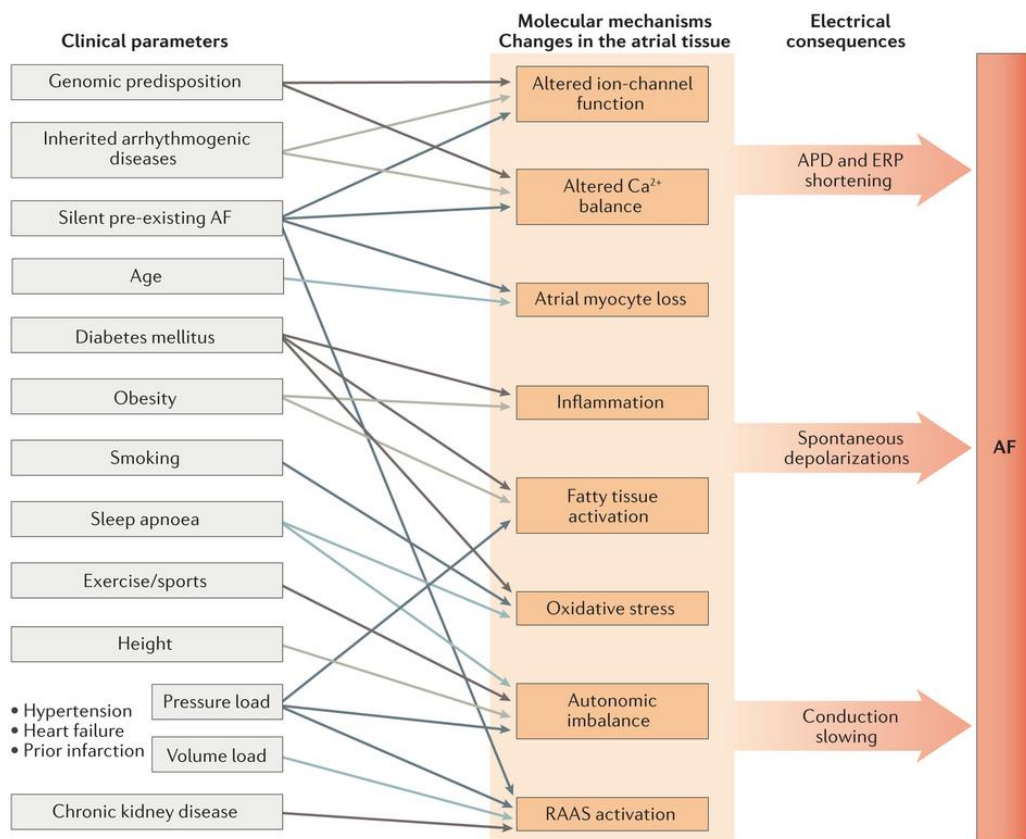 Clinical parameters
Genomic predisposition
Inherited arrhythmogenic
diseases
Silent pre-existing AF
Age
Diabetes mellitus
Obesity
Smoking
Sleep apnoea
Exercise/sports
Height
• Hypertension
• Heart failure
• Prior infarction
Pressure load
Volume load
Chronic kidney disease
Molecular mechanisms
Changes in the atrial tissue
Altered ion-channel
function
Altered Ca²⁺
balance
Atrial myocyte loss
Inflammation
Fatty tissue
activation
Oxidative stress
Autonomic
imbalance
RAAS activation
Electrical
consequences
APD and ERP
shortening
Spontaneous
depolarizations
Conduction
slowing
AF